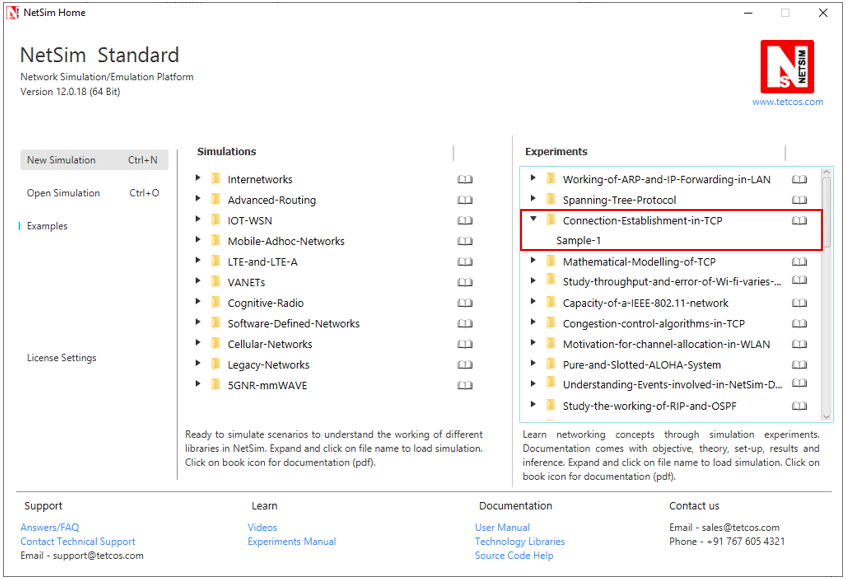 NetSim Home
NetSim Standard
Network Simulation/Emulation Platform
Version 12.0.18 (64 Bit)
NETSIM
www.tetcos.com
New Simulation Ctrl+N
Open Simulation Ctrl+O
Examples
License Settings
Simulations
Internetworks
Advanced-Routing
IOT-WSN
Mobile-Adhoc-Networks
LTE-and-LTE-A
VANETs
Cognitive-Radio
Software-Defined-Networks
Cellular-Networks
Legacy-Networks
5GNR-mmWAVE
Ready to simulate scenarios to understand the working of different
libraries in NetSim. Expand and click on file name to load simulation.
Click on book icon for documentation (pdf).
Experiments
Working-of-ARP-and-IP-Forwarding-in-LAN
Spanning-Tree-Protocol
Connection-Establishment-in-TCP
Sample-1
Mathematical-Modelling-of-TCP
Study-throughput-and-error-of-Wi-fi-varies-...
Capacity-of-a-IEEE-802.11-network
Congestion-control-algorithms-in-TCP
Motivation-for-channel-allocation-in-WLAN
Pure-and-Slotted-ALOHA-System
Understanding-Events-involved-in-NetSim-D...
Study-the-working-of-RIP-and-OSPF
Learn networking concepts through simulation experiments.
Documentation comes with objective, theory, set-up, results and
inference. Expand and click on file name to load simulation. Click on
book icon for documentation (pdf).
Support
Answers/FAQ
Contact Technical Support
Email - support@tetcos.com
Learn
Videos
Experiments Manual
Documentation
User Manual
Technology Libraries
Source Code Help
Contact us
Email - sales@tetcos.com
Phone - +91 767 605 4321